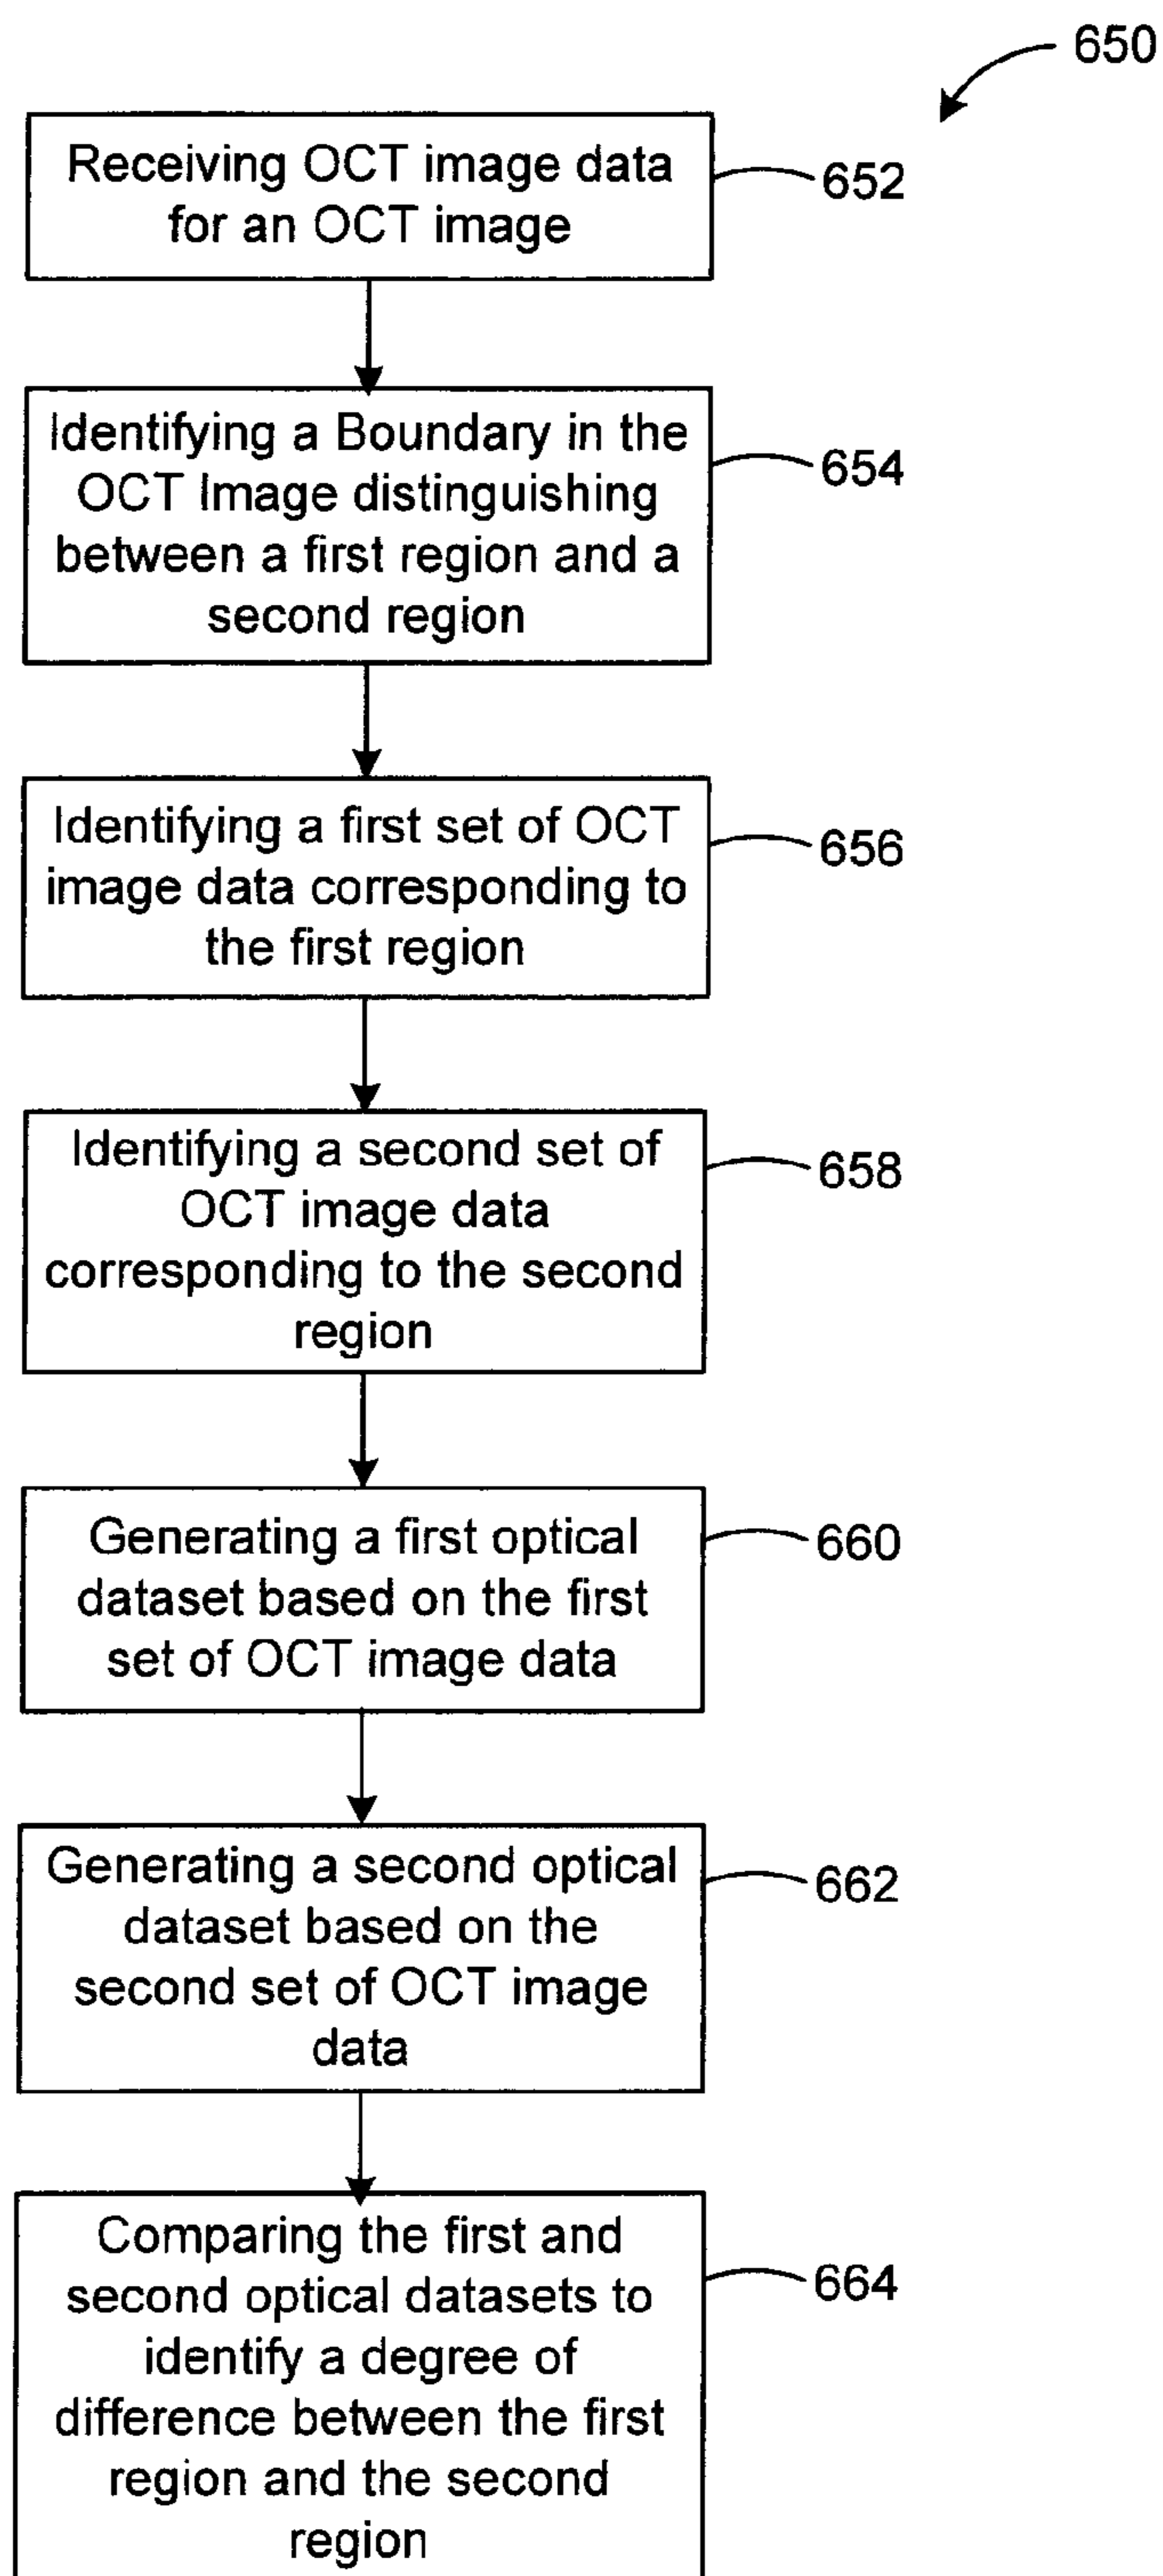 650
Receiving OCT image data
for an OCT image
652
Identifying a Boundary in the
OCT Image distinguishing
between a first region and a
second region
654
Identifying a first set of OCT
image data corresponding to
the first region
656
Identifying a second set of
OCT image data
corresponding to the second
region
658
Generating a first optical
dataset based on the first
set of OCT image data
660
Generating a second optical
dataset based on the
second set of OCT image
data
662
Comparing the first and
second optical datasets to
identify a degree of
difference between the first
region and the second
region
664